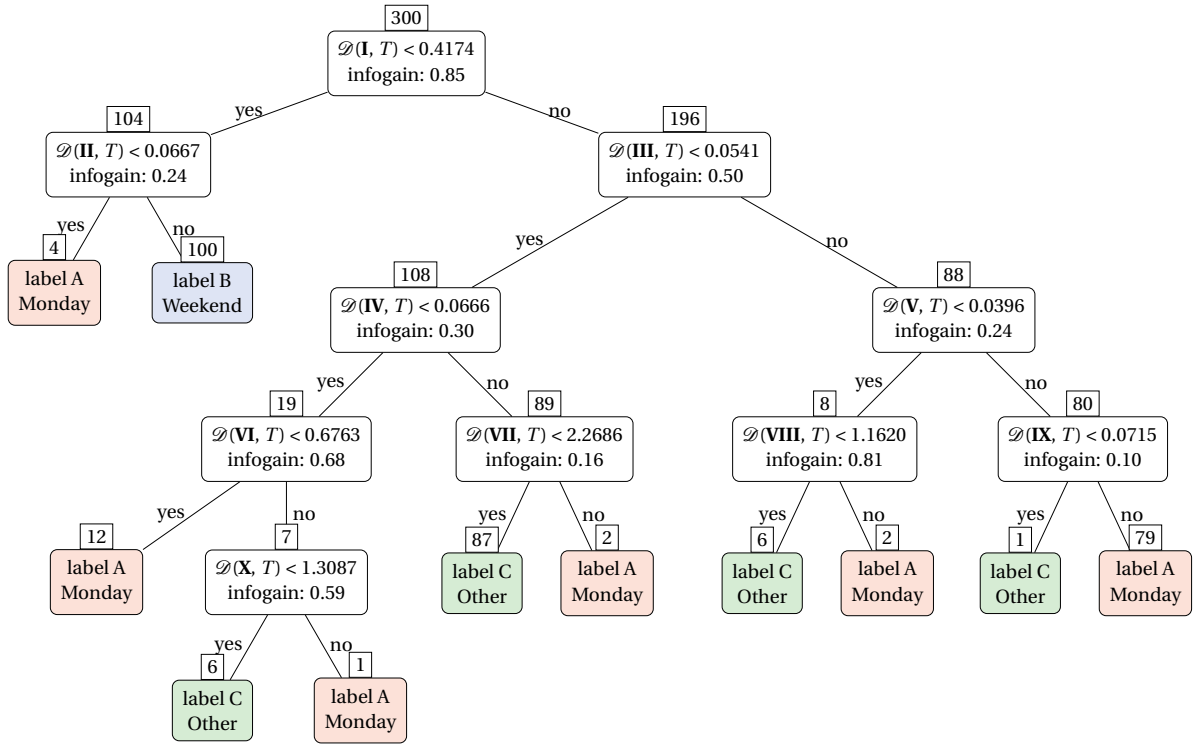 300
𝒟(I, T) < 0.4174
infogain: 0.85
yes
no
104
𝒟(II, T) < 0.0667
infogain: 0.24
196
𝒟(III, T) < 0.0541
infogain: 0.50
yes
no
4
label A
Monday
100
label B
Weekend
yes
no
108
𝒟(IV, T) < 0.0666
infogain: 0.30
88
𝒟(V, T) < 0.0396
infogain: 0.24
yes
no
yes
no
19
𝒟(VI, T) < 0.6763
infogain: 0.68
89
𝒟(VII, T) < 2.2686
infogain: 0.16
8
𝒟(VIII, T) < 1.1620
infogain: 0.81
80
𝒟(IX, T) < 0.0715
infogain: 0.10
yes
no
yes
no
yes
no
yes
no
12
label A
Monday
7
𝒟(X, T) < 1.3087
infogain: 0.59
87
label C
Other
2
label A
Monday
6
label C
Other
2
label A
Monday
1
label C
Other
79
label A
Monday
yes
no
6
label C
Other
1
label A
Monday